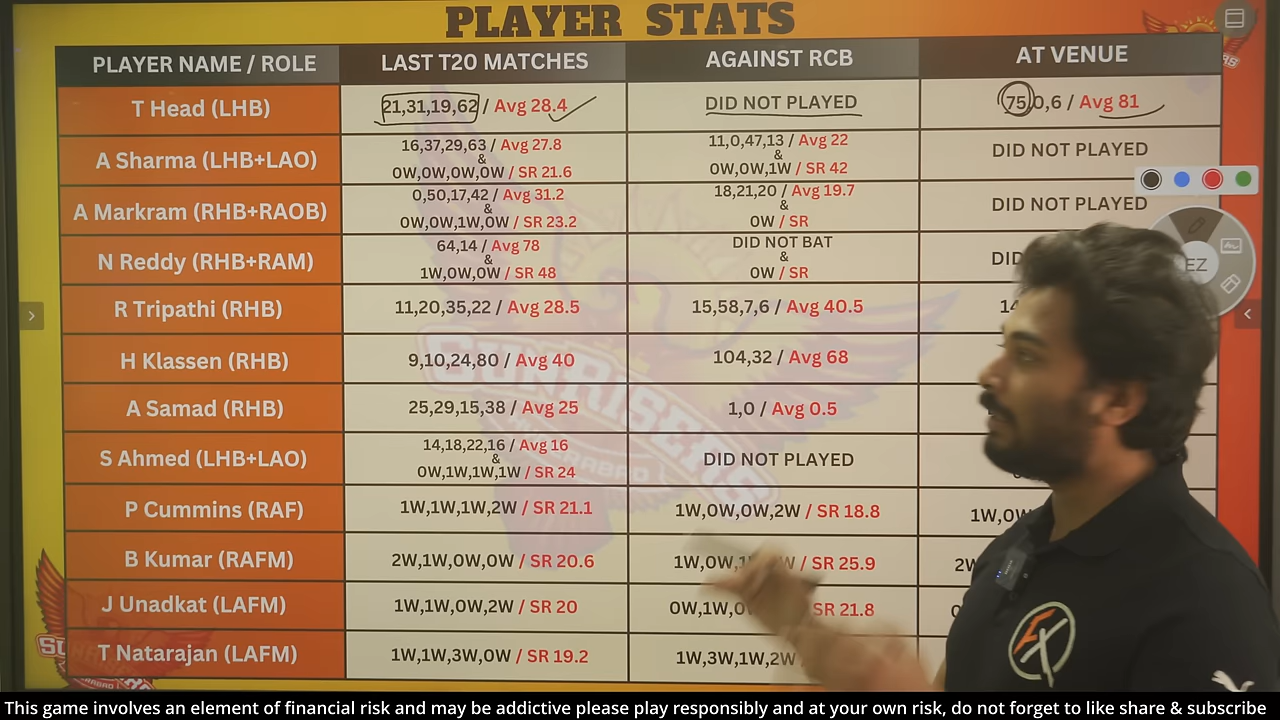 PLAYER STATS
PLAYER NAME / ROLE LAST T20 MATCHES AGAINST RCB AT VENUE
T Head (LHB) 21,31,19,62 / Avg 28.4 DID NOT PLAYED 75,0,6 / Avg 81
A Sharma (LHB+LAO) 16,37,29,63 / Avg 27.8 & 0W,0W,0W,0W / SR 21.6 11,0,47,13 / Avg 22 & 0W,0W,1W / SR 42 DID NOT PLAYED
A Markram (RHB+RAOB) 0,50,17,42 / Avg 31.2 & 0W,0W,1W,0W / SR 23.2 18,21,20 / Avg 19.7 & 0W / SR DID NOT PLAYED
N Reddy (RHB+RAM) 64,14 / Avg 78 & 1W,0W,0W / SR 48 DID NOT BAT & 0W / SR
R Tripathi (RHB) 11,20,35,22 / Avg 28.5 15,58,7,6 / Avg 40.5 14
H Klassen (RHB) 9,10,24,80 / Avg 40 104,32 / Avg 68
A Samad (RHB) 25,29,15,38 / Avg 25 1,0 / Avg 0.5
S Ahmed (LHB+LAO) 14,18,22,16 / Avg 16 & 0W,1W,1W,1W / SR 24 DID NOT PLAYED
P Cummins (RAF) 1W,1W,1W,2W / SR 21.1 1W,0W,0W,2W / SR 18.8 1W,0W
B Kumar (RAFM) 2W,1W,0W,0W / SR 20.6 1W,0W, / SR 25.9 2W
J Unadkat (LAFM) 1W,1W,0W,2W / SR 20 0W,1W, SR 21.8
T Natarajan (LAFM) 1W,1W,3W,0W / SR 19.2 1W,3W,1W,2W
SUNRISERS
HYDERABAD
EZ
FX
This game involves an element of financial risk and may be addictive please play responsibly and at your own risk, do not forget to like share & subscribe